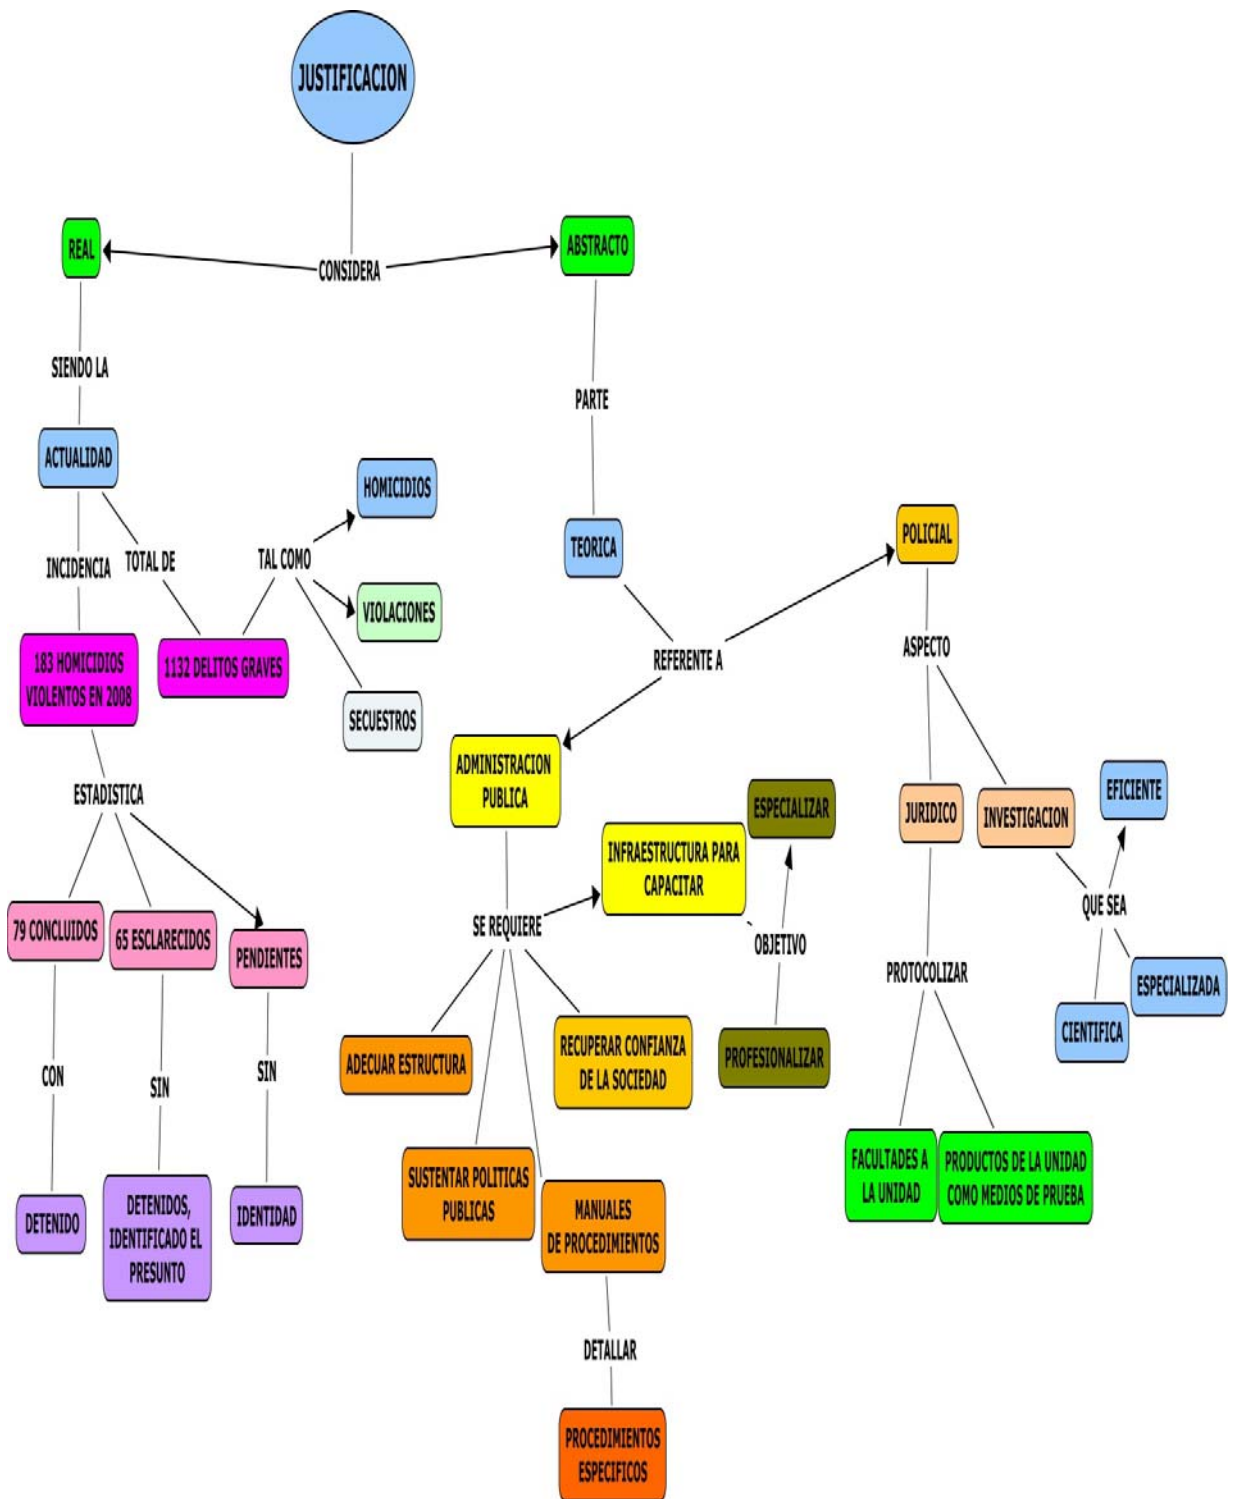 JUSTIFICACION
REAL
ABSTRACTO
CONSIDERA
SIENDO LA
PARTE
ACTUALIDAD
HOMICIDIOS
TEORICA
POLICIAL
INCIDENCIA
TOTAL DE
TAL COMO
VIOLACIONES
183 HOMICIDIOS
VIOLENTOS EN 2008
1132 DELITOS GRAVES
REFERENTE A
ASPECTO
SECUESTROS
ADMINISTRACION
PUBLICA
ESTADISTICA
ESPECIALIZAR
JURIDICO
INVESTIGACION
EFICIENTE
INFRAESTRUCTURA PARA
CAPACITAR
79 CONCLUIDOS
65 ESCLARECIDOS
PENDIENTES
SE REQUIERE
OBJETIVO
QUE SEA
PROTOCOLIZAR
ESPECIALIZADA
CIENTIFICA
ADECUAR ESTRUCTURA
RECUPERAR CONFIANZA
DE LA SOCIEDAD
PROFESIONALIZAR
CON
SIN
SIN
FACULTADES A
LA UNIDAD
PRODUCTOS DE LA UNIDAD
COMO MEDIOS DE PRUEBA
SUSTENTAR POLITICAS
PUBLICAS
MANUALES
DE PROCEDIMIENTOS
DETENIDO
DETENIDOS,
IDENTIFICADO EL
PRESUNTO
IDENTIDAD
DETALLAR
PROCEDIMIENTOS
ESPECIFICOS